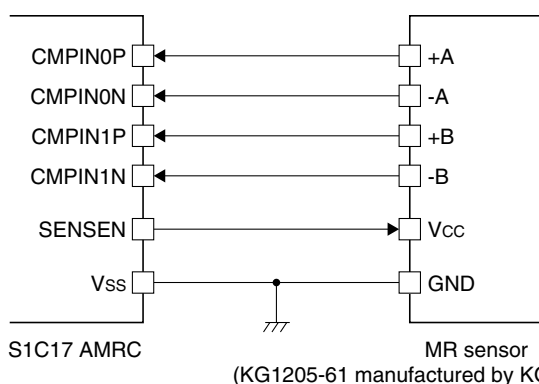 CMPIN0P +A
CMPIN0N -A
CMPIN1P +B
CMPIN1N -B
SENSEN VCC
VSS GND
S1C17 AMRC MR sensor
(KG1205-61 manufactured by